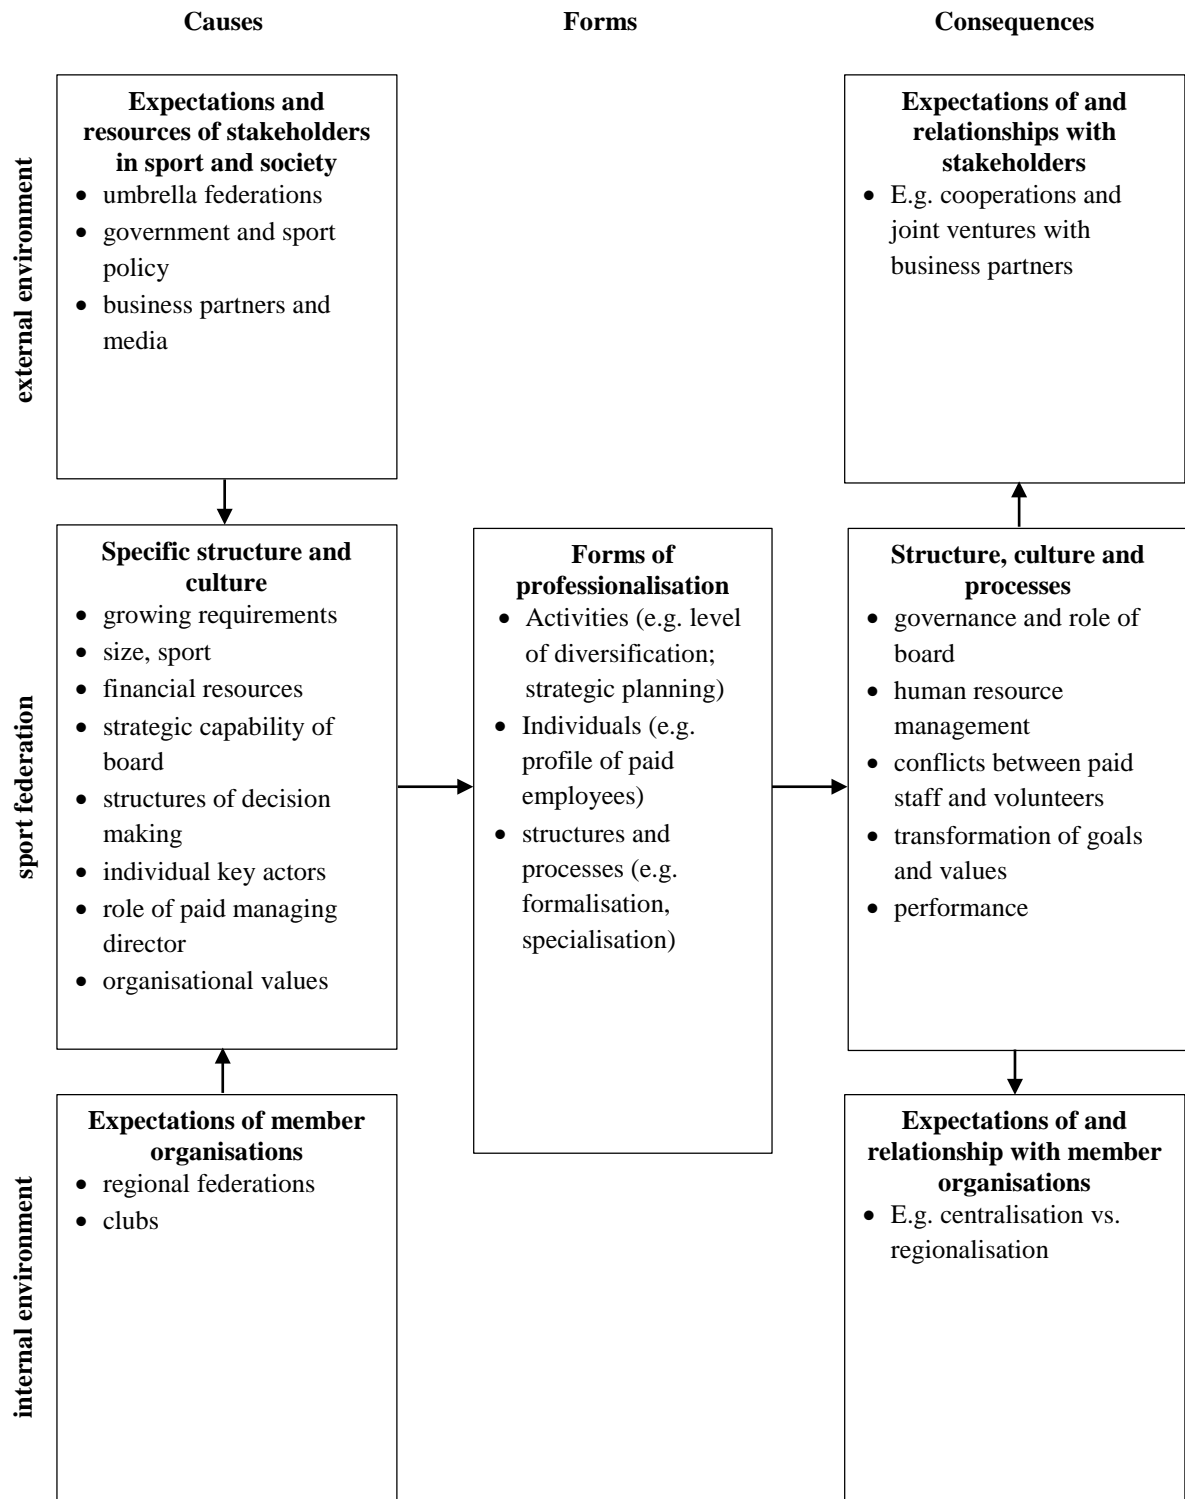 Causes
Forms
Consequences
external environment
Expectations and
resources of stakeholders
in sport and society
• umbrella federations
• government and sport
policy
• business partners and
media
Expectations of and
relationships with
stakeholders
• E.g. cooperations and
joint ventures with
business partners
sport federation
Specific structure and
culture
• growing requirements
• size, sport
• financial resources
• strategic capability of
board
• structures of decision
making
• individual key actors
• role of paid managing
director
• organisational values
Forms of
professionalisation
• Activities (e.g. level
of diversification;
strategic planning)
• Individuals (e.g.
profile of paid
employees)
• structures and
processes (e.g.
formalisation,
specialisation)
Structure, culture and
processes
• governance and role of
board
• human resource
management
• conflicts between paid
staff and volunteers
• transformation of goals
and values
• performance
internal environment
Expectations of member
organisations
• regional federations
• clubs
Expectations of and
relationship with member
organisations
• E.g. centralisation vs.
regionalisation